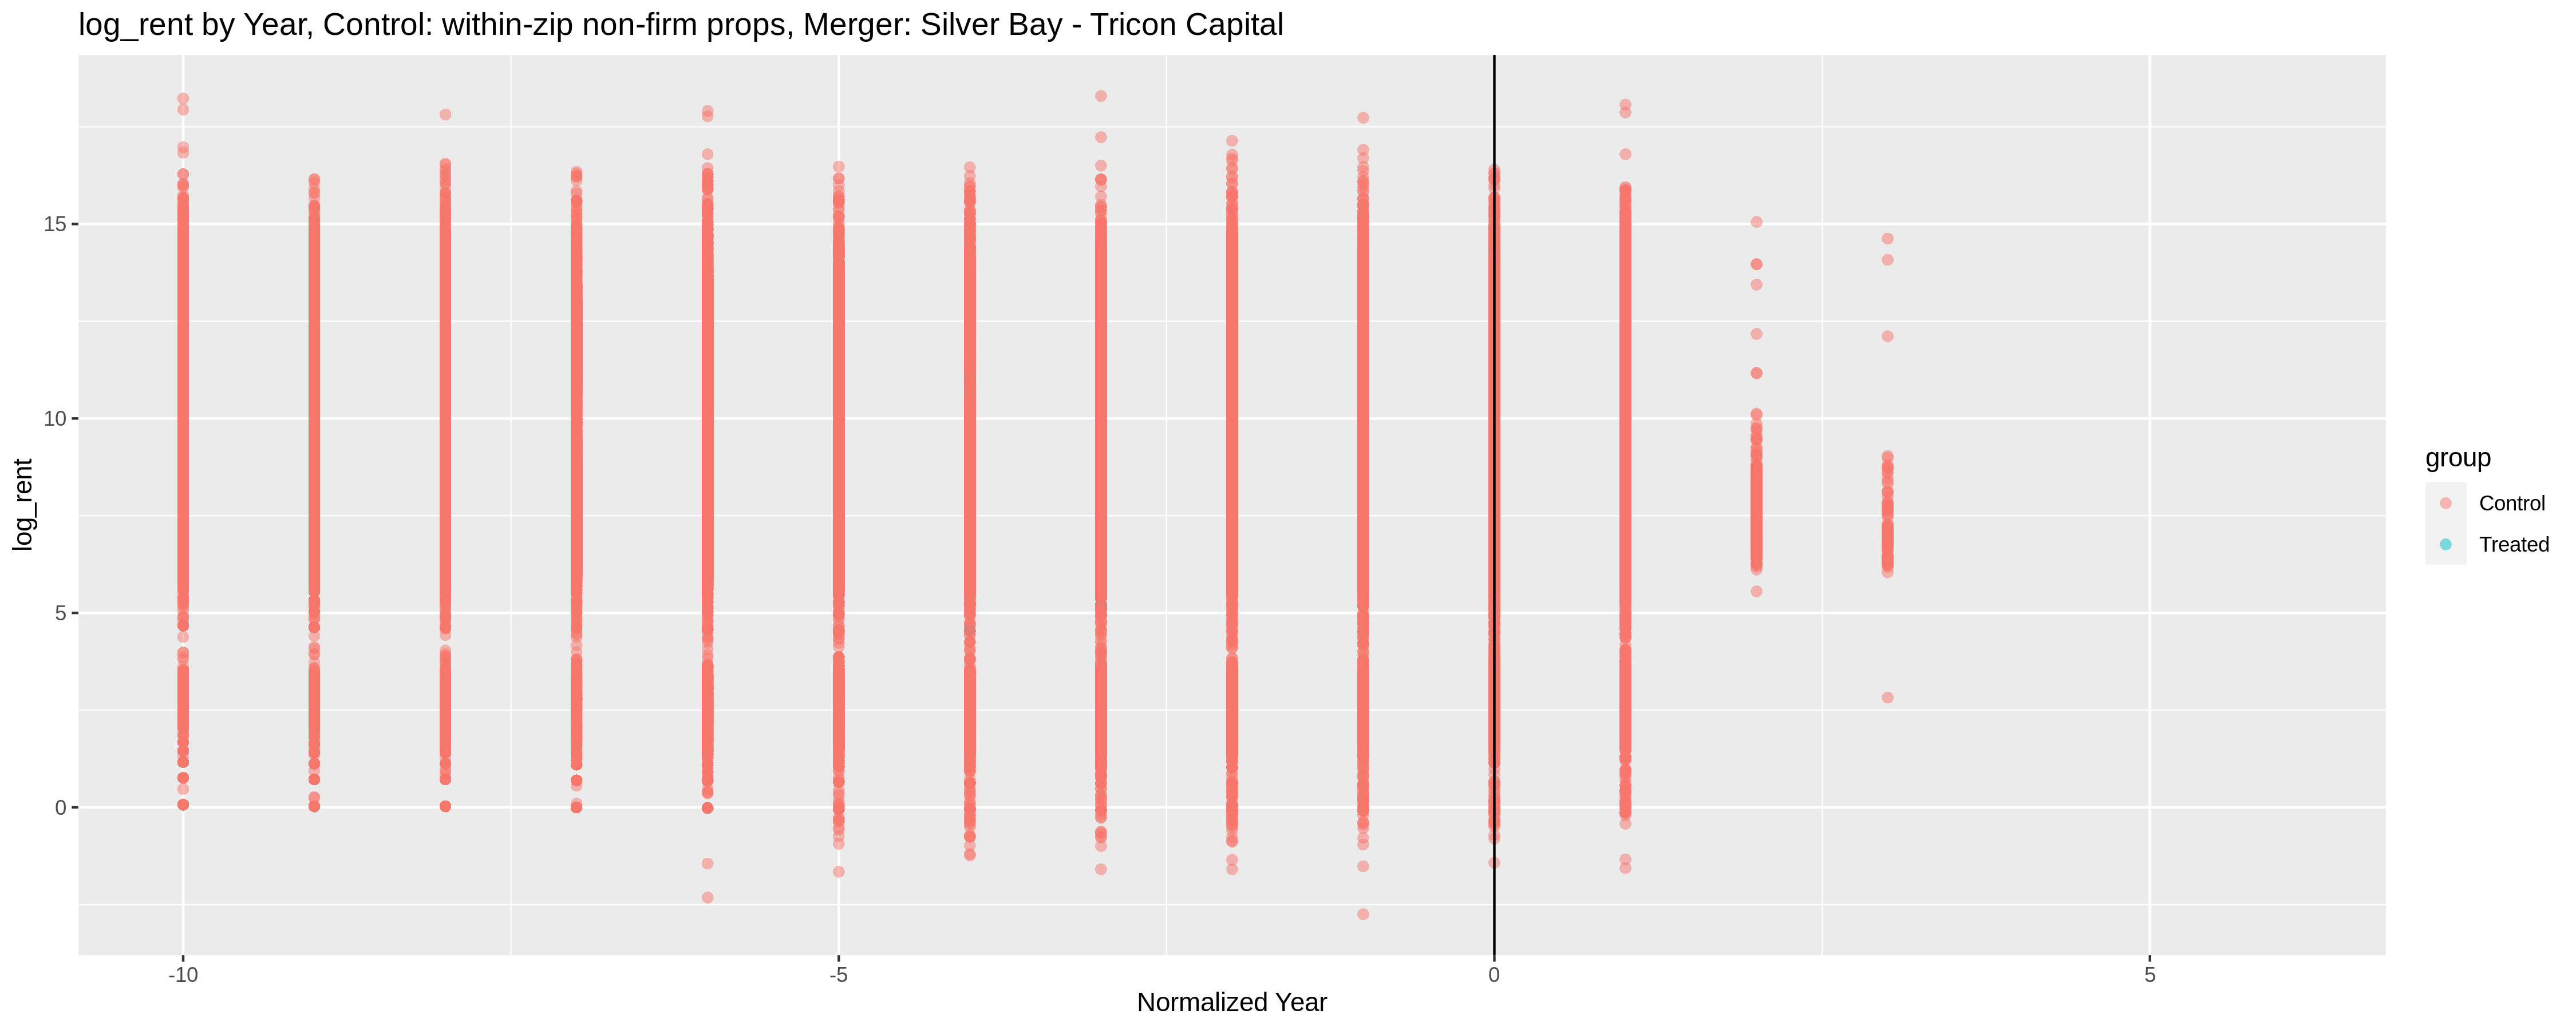 log_rent by Year, Control: within-zip non-firm props, Merger: Silver Bay - Tricon Capital
log_rent
15
10
5
0
-10
-5
0
5
Normalized Year
group
Control
Treated